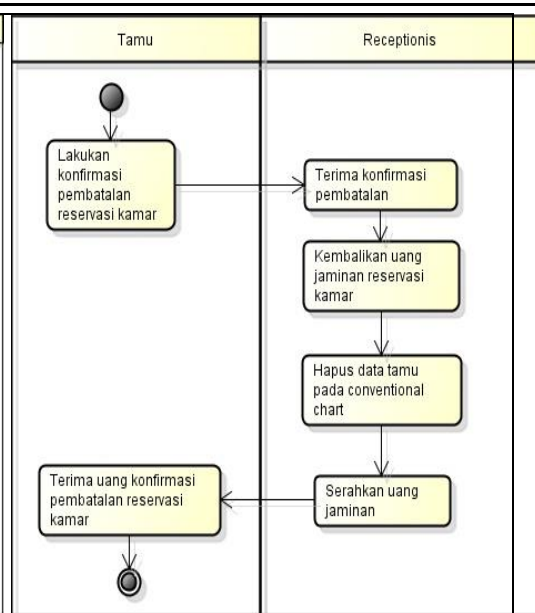 Tamu
Receptionis
Lakukan
konfirmasi
pembatalan
reservasi kamar
Terima konfirmasi
pembatalan
Kembalikan uang
jaminan reservasi
kamar
Hapus data tamu
pada conventional
chart
Serahkan uang
jaminan
Terima uang konfirmasi
pembatalan reservasi
kamar